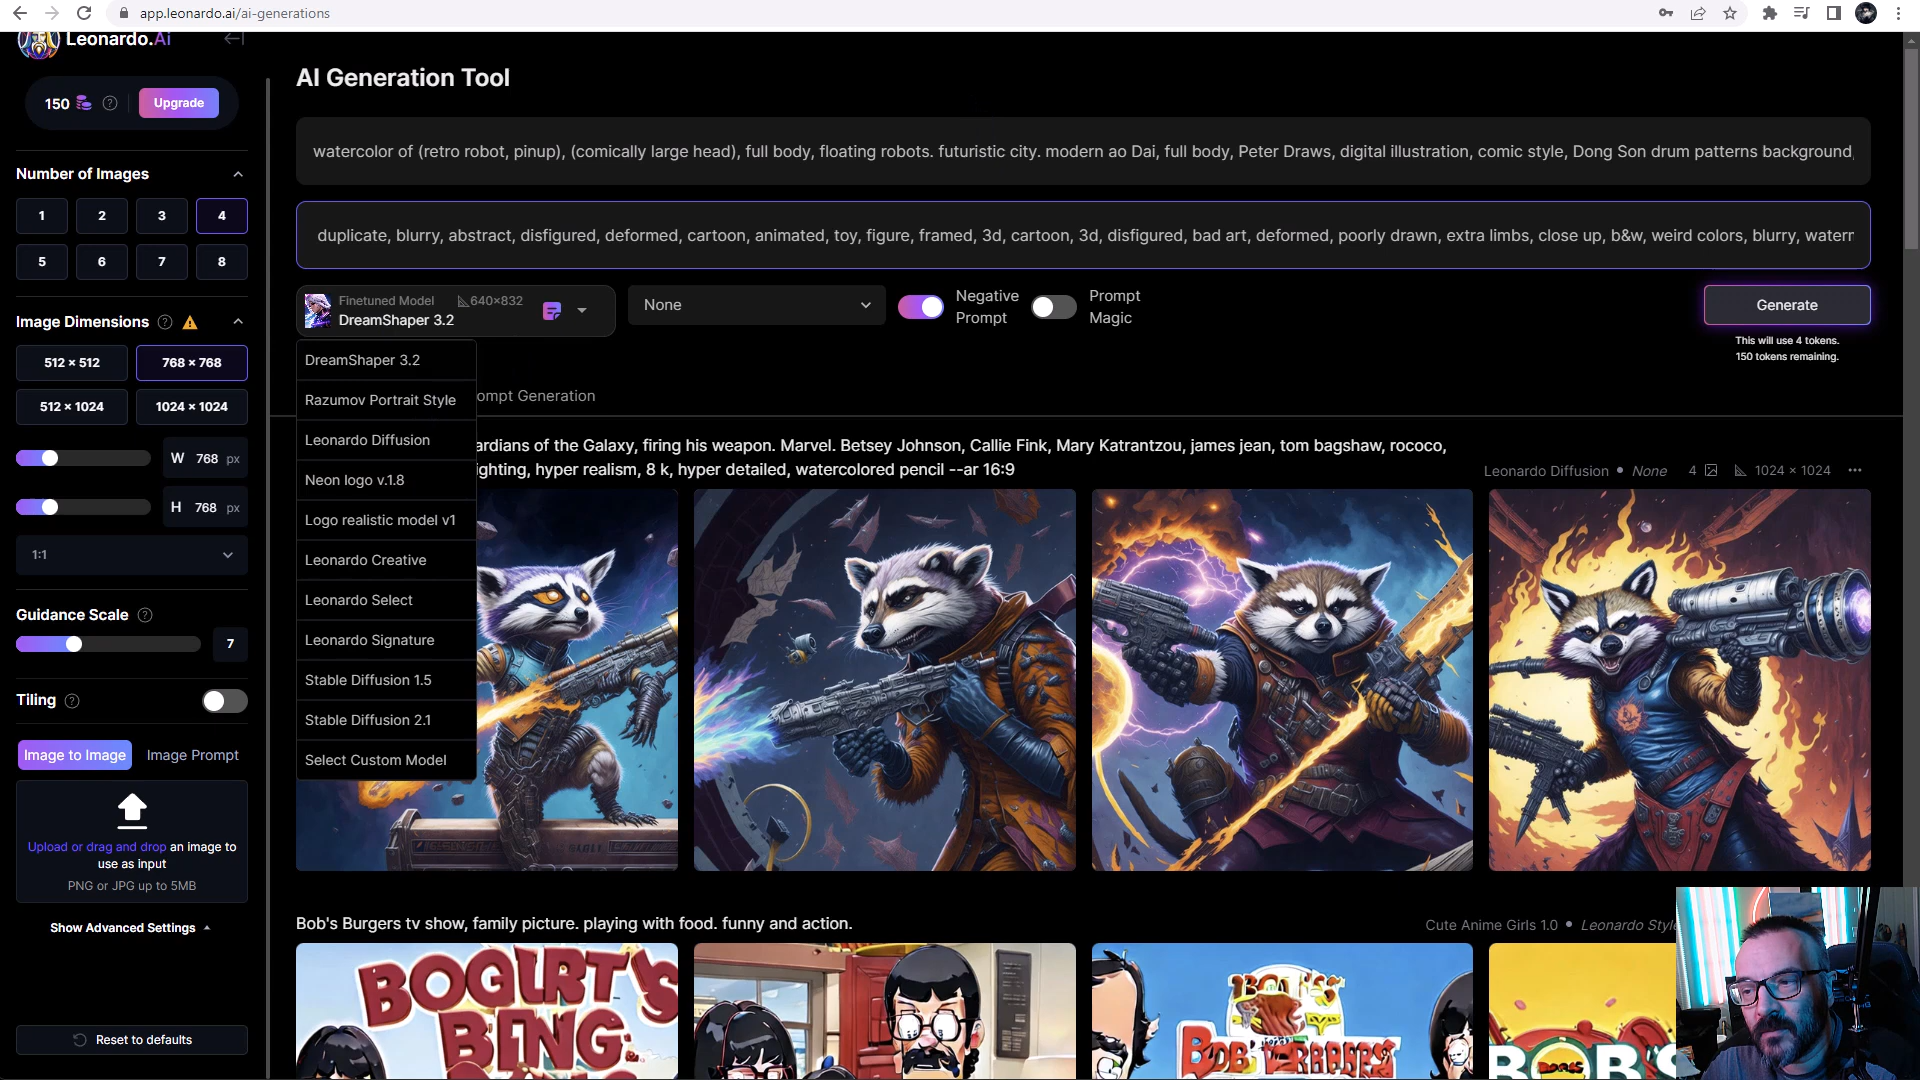 app.leonardo.ai/ai-generations
Leonardo.Ai
150
Upgrade
Number of Images
1 2 3 4
5 6 7 8
Image Dimensions
512 × 512 768 × 768
512 × 1024 1024 × 1024
W 768 px
H 768 px
1:1
Guidance Scale
7
Tiling
Image to Image Image Prompt
Upload or drag and drop an image to
use as input
PNG or JPG up to 5MB
Show Advanced Settings
Reset to defaults
AI Generation Tool
watercolor of (retro robot, pinup), (comically large head), full body, floating robots. futuristic city. modern ao Dai, full body, Peter Draws, digital illustration, comic style, Dong Son drum patterns background,
duplicate, blurry, abstract, disfigured, deformed, cartoon, animated, toy, figure, framed, 3d, cartoon, 3d, disfigured, bad art, deformed, poorly drawn, extra limbs, close up, b&w, weird colors, blurry, waterr
Finetuned Model 640×832
DreamShaper 3.2
None
Negative
Prompt
Prompt
Magic
Generate
This will use 4 tokens.
150 tokens remaining.
DreamShaper 3.2
Razumov Portrait Style
Leonardo Diffusion
Neon logo v.1.8
Logo realistic model v1
Leonardo Creative
Leonardo Select
Leonardo Signature
Stable Diffusion 1.5
Stable Diffusion 2.1
Select Custom Model
ompt Generation
ardians of the Galaxy, firing his weapon. Marvel. Betsey Johnson, Callie Fink, Mary Katrantzou, james jean, tom bagshaw, rococo,
ighting, hyper realism, 8 k, hyper detailed, watercolored pencil --ar 16:9
Leonardo Diffusion • None 4 1024 × 1024
Bob's Burgers tv show, family picture. playing with food. funny and action.
Cute Anime Girls 1.0 • Leonardo Style
BOGLRT'S
BENG
BOB'S